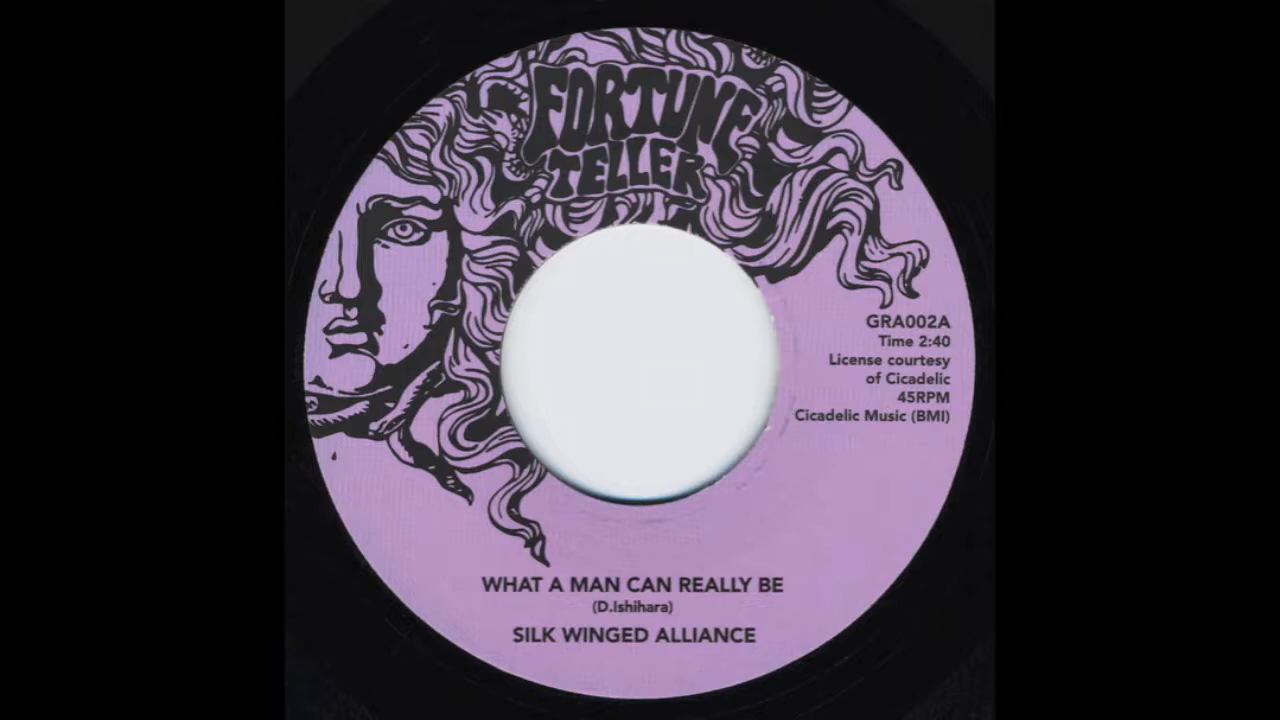 FORTUNE
TELLER
GRA002A
Time 2:40
License courtesy
of Cicadelic
45RPM
Cicadelic Music (BMI)
WHAT A MAN CAN REALLY BE
(D.Ishihara)
SILK WINGED ALLIANCE